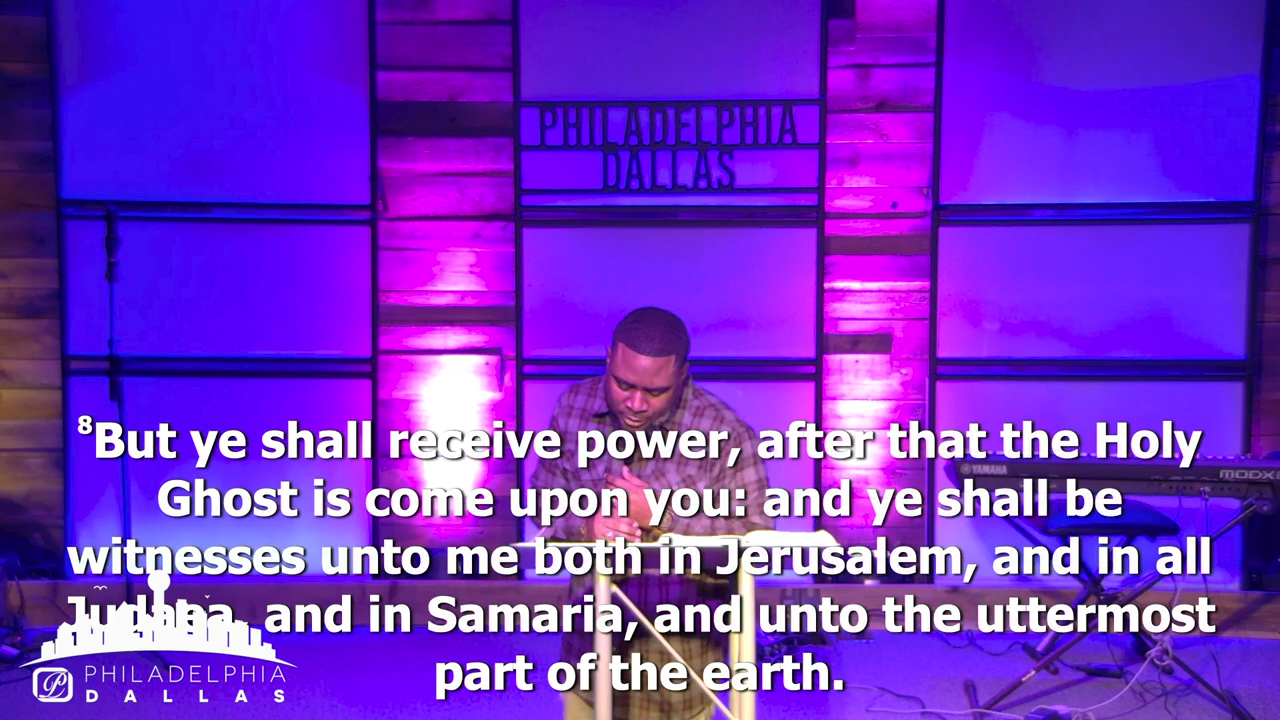 PHILADELPHIA
DALLAS
⁸But ye shall receive power, after that the Holy
Ghost is come upon you: and ye shall be
witnesses unto me both in Jerusalem, and in all
Judaea, and in Samaria, and unto the uttermost
part of the earth.
YAMAHA
MODX
P PHILADELPHIA
DALLAS